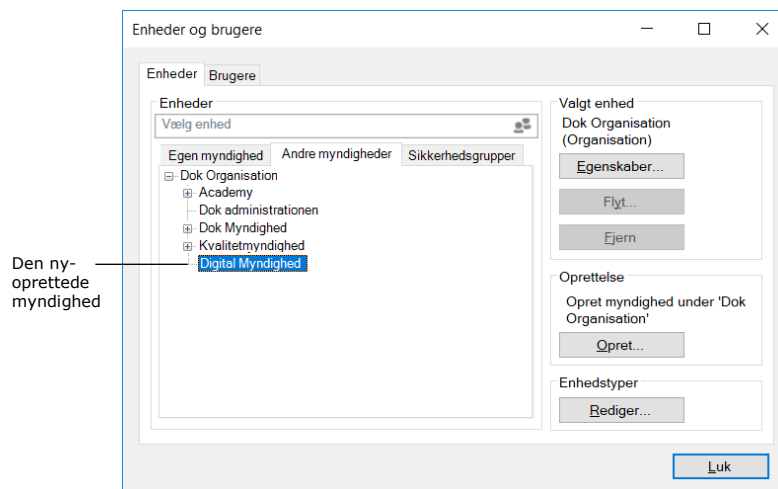 Enheder og brugere
Enheder Brugere
Enheder
Vælg enhed
Egen myndighed Andre myndigheder Sikkerhedsgrupper
Dok Organisation
Academy
Dok administrationen
Dok Myndighed
Kvalitetmyndighed
Digital Myndighed
Den ny-
oprettede
myndighed
Valgt enhed
Dok Organisation
(Organisation)
Egenskaber...
Flyt...
Fjern
Oprettelse
Opret myndighed under 'Dok
Organisation'
Opret...
Enhedstyper
Rediger...
Luk